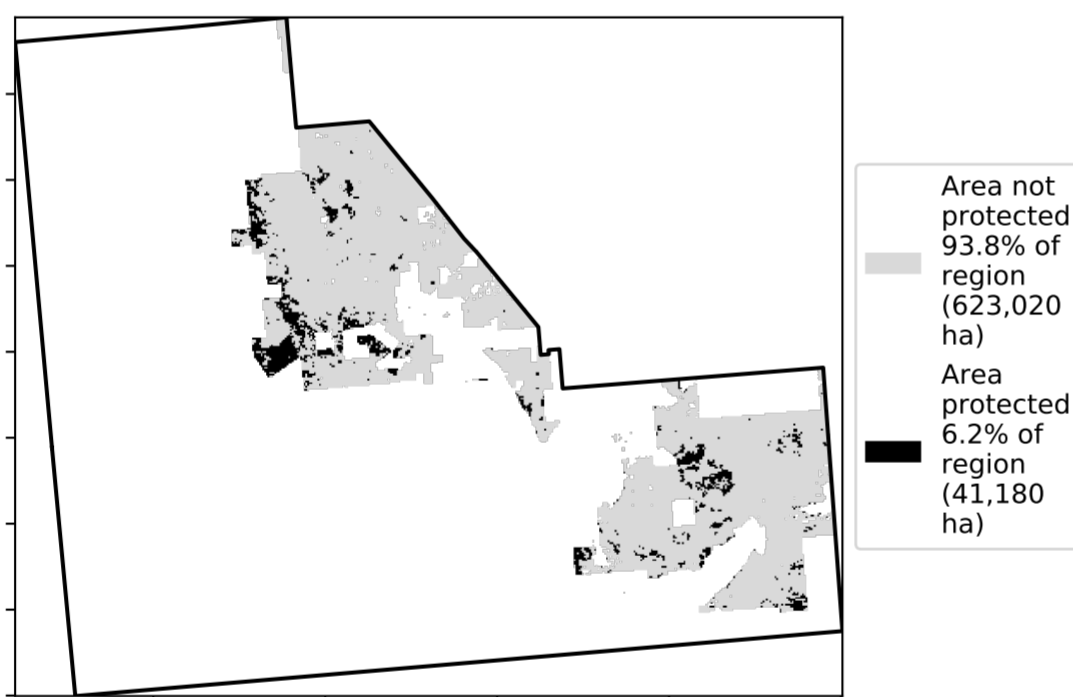 Area not
protected
93.8% of
region
(623,020
ha)
Area
protected
6.2% of
region
(41,180
ha)